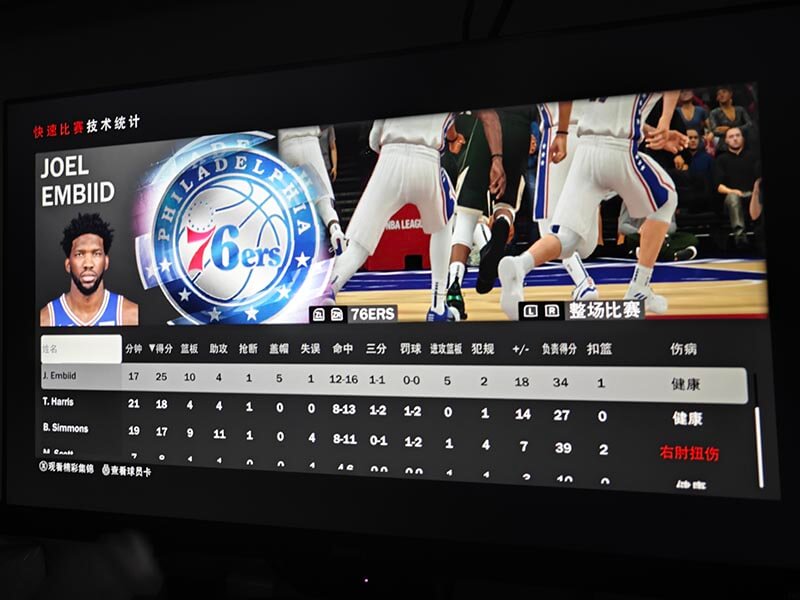 快速比赛技术统计
JOEL
EMBIID
PHILADELPHIA
76ers
NBA LEAGUE
ZL ZR 76ERS
L R 整场比赛
姓名 分钟 ▼得分 篮板 助攻 抢断 盖帽 失误 命中 三分 罚球 进攻篮板 犯规 +/- 负责得分 扣篮 伤病
J. Embiid 17 25 10 4 1 5 1 12-16 1-1 0-0 5 2 18 34 1 健康
T. Harris 21 18 4 4 1 0 0 8-13 1-2 1-2 0 1 14 27 0 健康
B. Simmons 19 17 9 11 1 0 4 8-11 0-1 1-2 1 4 7 39 2 右肘扭伤
M. Scott 7 8 1 1 0 0 1 4-6 0-0 0-0 1 1 10 0 健康
X 观看精彩集锦 查看球员卡